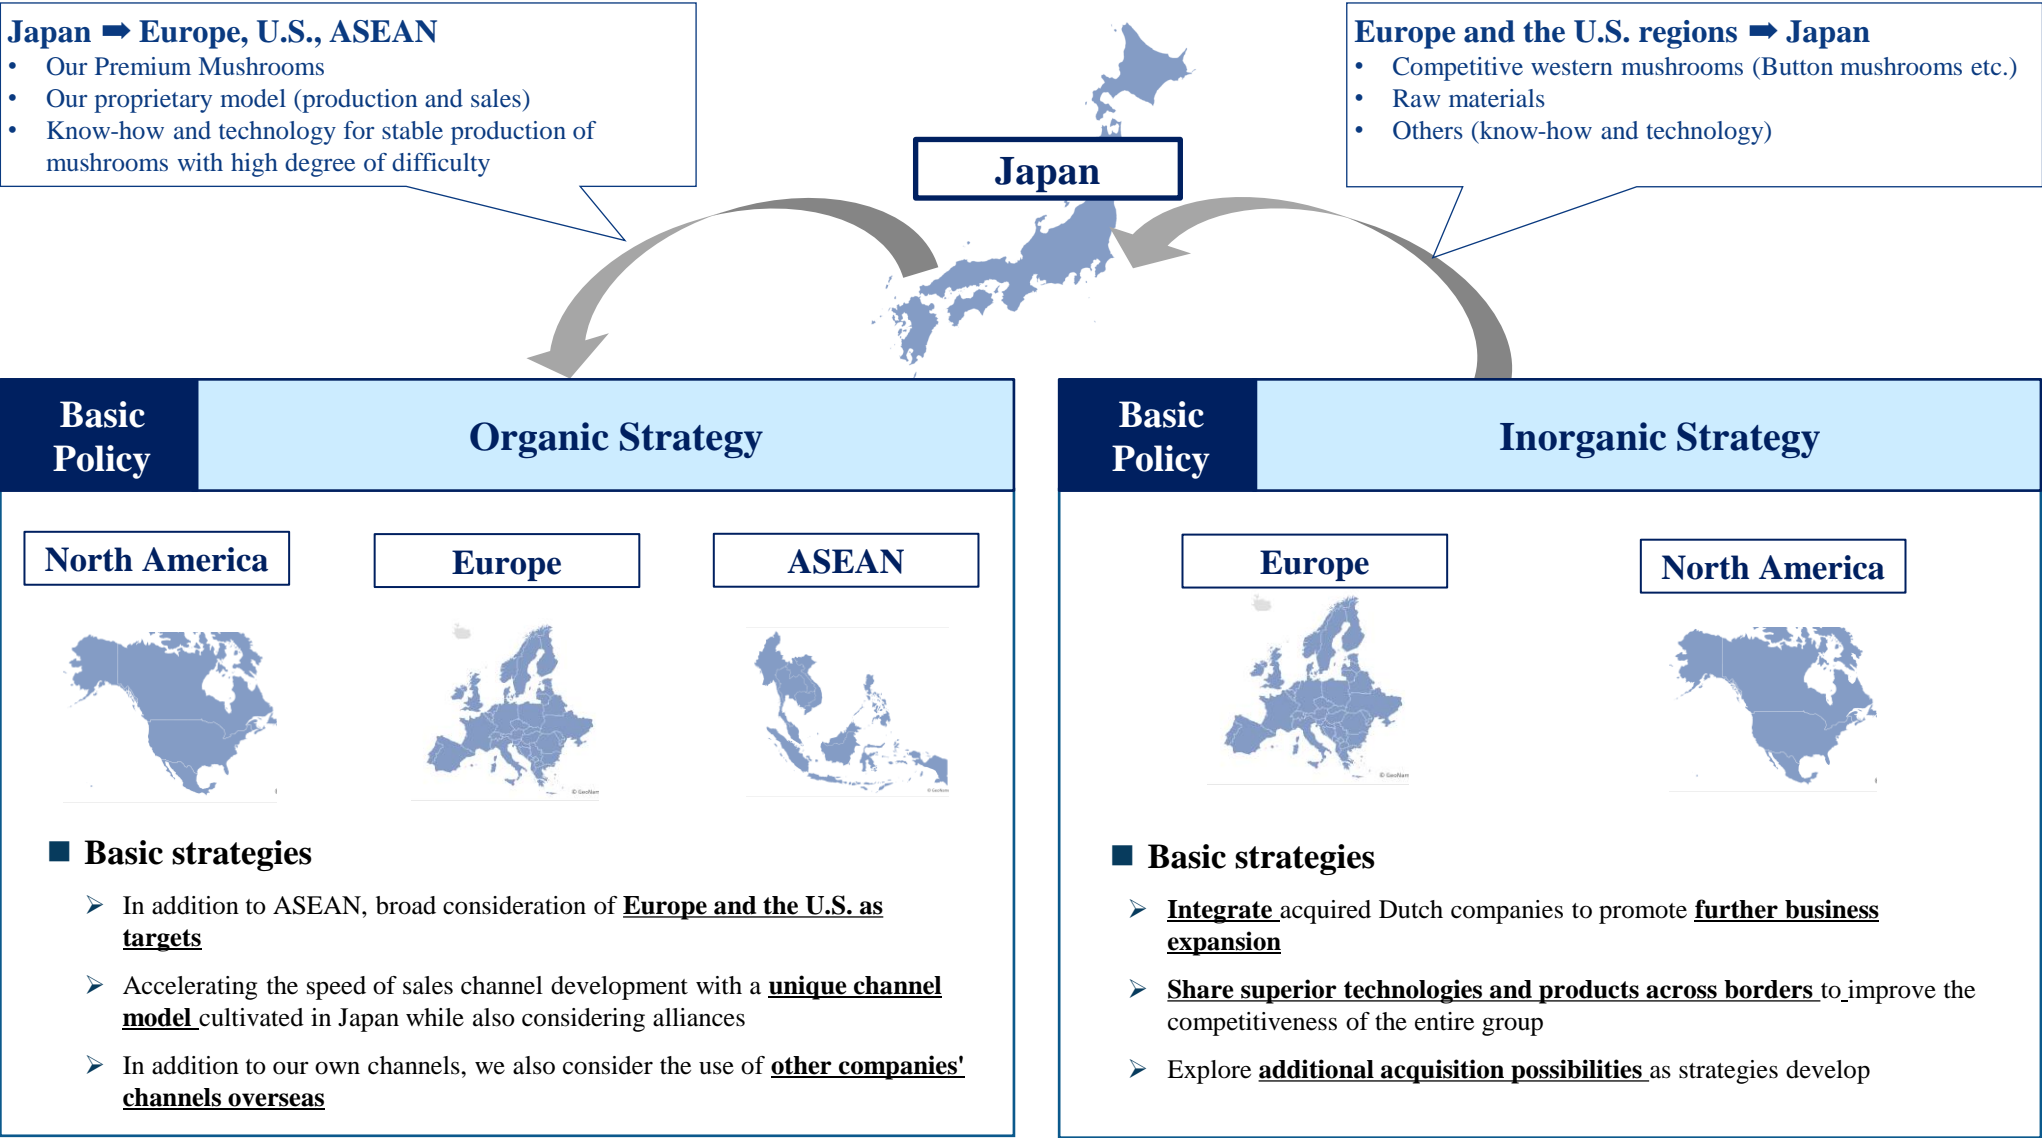 Japan ➡ Europe, U.S., ASEAN
• Our Premium Mushrooms
• Our proprietary model (production and sales)
• Know-how and technology for stable production of
mushrooms with high degree of difficulty
Japan
Europe and the U.S. regions ➡ Japan
• Competitive western mushrooms (Button mushrooms etc.)
• Raw materials
• Others (know-how and technology)
Basic
Policy
Organic Strategy
North America
Europe
ASEAN
© GeoNam
© GeoNam
■ Basic strategies
➢ In addition to ASEAN, broad consideration of Europe and the U.S. as
targets
➢ Accelerating the speed of sales channel development with a unique channel
model cultivated in Japan while also considering alliances
➢ In addition to our own channels, we also consider the use of other companies'
channels overseas
Basic
Policy
Inorganic Strategy
Europe
North America
© GeoNam
■ Basic strategies
➢ Integrate acquired Dutch companies to promote further business
expansion
➢ Share superior technologies and products across borders to improve the
competitiveness of the entire group
➢ Explore additional acquisition possibilities as strategies develop